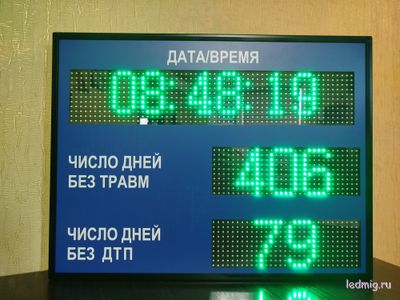 ДАТА/ВРЕМЯ
08:48:19
ЧИСЛО ДНЕЙ
БЕЗ ТРАВМ
406
ЧИСЛО ДНЕЙ
БЕЗ ДТП
79
ledmig.ru